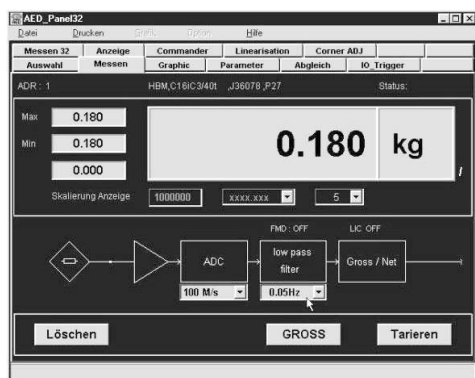 AED_Panel32
Datei Drucken Grafik Option Hilfe
Messen 32 Anzeige Commander Linearisation Corner ADJ
Auswahl Messen Graphic Parameter Abgleich IO_Trigger
ADR : 1 HBM,C16iC3/40t ,J36078 ,P27 Status:
Max 0.180
Min 0.180
0.000
0.180 kg
Skalierung Anzeige 1000000 xxxx.xxx 5
FMD : OFF LIC OFF
ADC low pass filter Gross / Net
100 M/s 0.05Hz
Löschen GROSS Tarieren